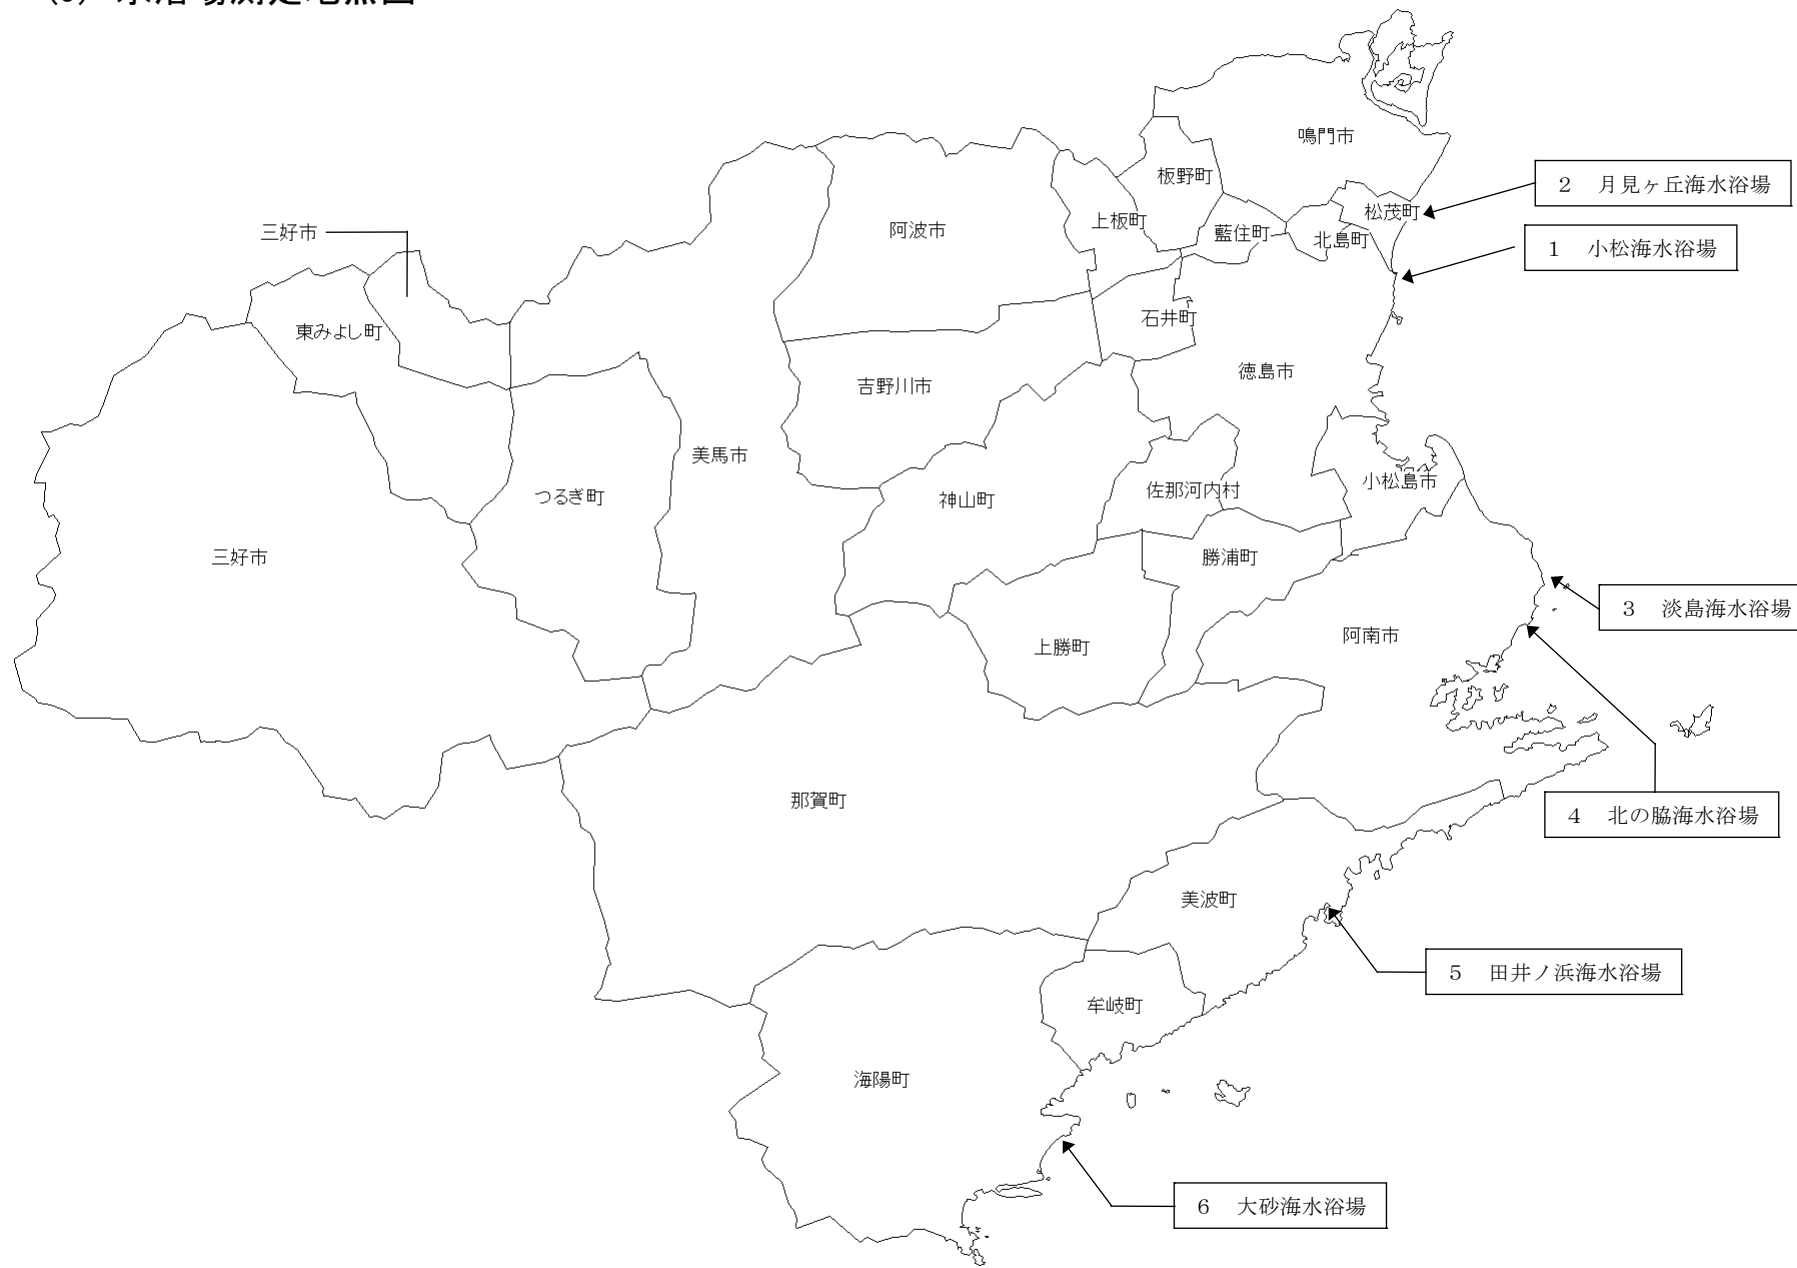 鳴門市
板野町
2 月見ヶ丘海水浴場
松茂町
上板町
阿波市
三好市
藍住町
北島町
1 小松海水浴場
石井町
東みよし町
徳島市
吉野川市
美馬市
小松島市
佐那河内村
つるぎ町
神山町
三好市
勝浦町
3 淡島海水浴場
阿南市
上勝町
那賀町
4 北の脇海水浴場
美波町
5 田井ノ浜海水浴場
牟岐町
海陽町
6 大砂海水浴場